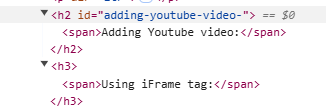 <h2 id="adding-youtube-video-"> == $0
<span>Adding Youtube video:</span>
</h2>
<h3>
<span>Using iFrame tag:</span>
</h3>